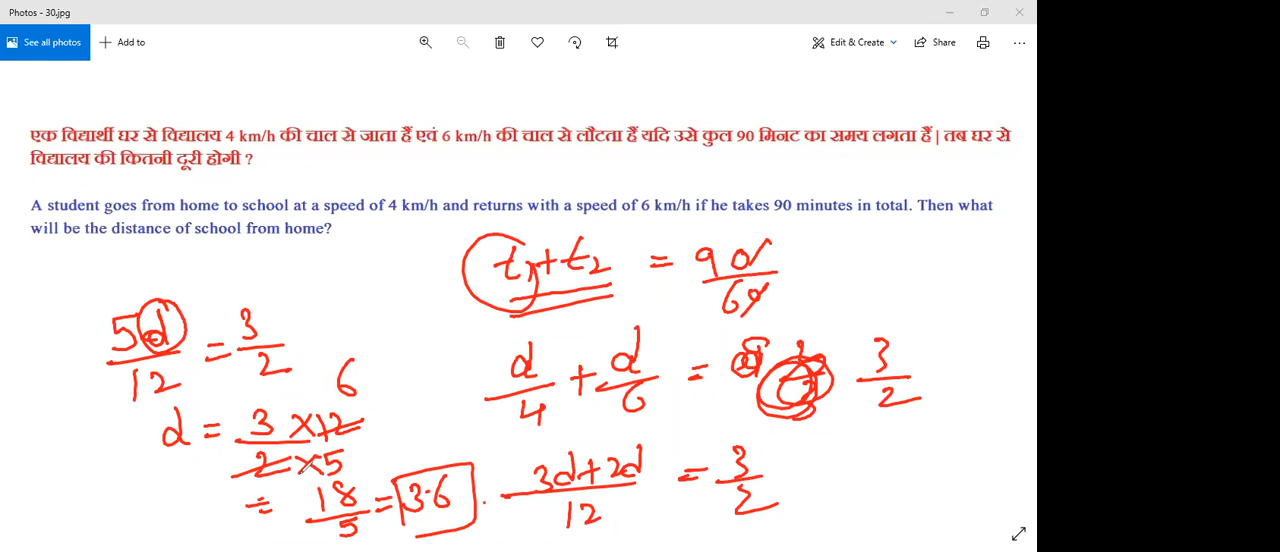 Photos - 30.jpg
See all photos + Add to Edit & Create Share
एक विद्यार्थी घर से विद्यालय 4 km/h की चाल से जाता हैं एवं 6 km/h की चाल से लौटता हैं यदि उसे कुल 90 मिनट का समय लगता हैं | तब घर से
विद्यालय की कितनी दूरी होगी ?
A student goes from home to school at a speed of 4 km/h and returns with a speed of 6 km/h if he takes 90 minutes in total. Then what
will be the distance of school from home?
t1 + t2 = 90/60
d/4 + d/6 = 3/2
3d+2d/12 = 3/2
5d/12 = 3/2
6
d = 3 × 12/2 × 5
= 18/5 = 3.6